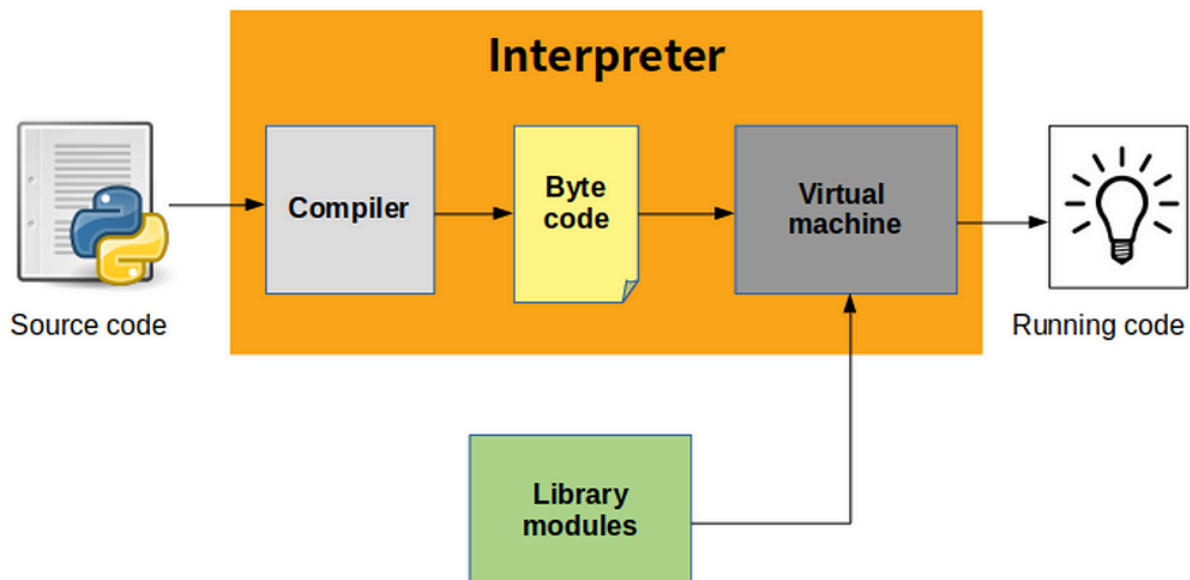 Interpreter
Source code
Compiler
Byte
code
Virtual
machine
Running code
Library
modules